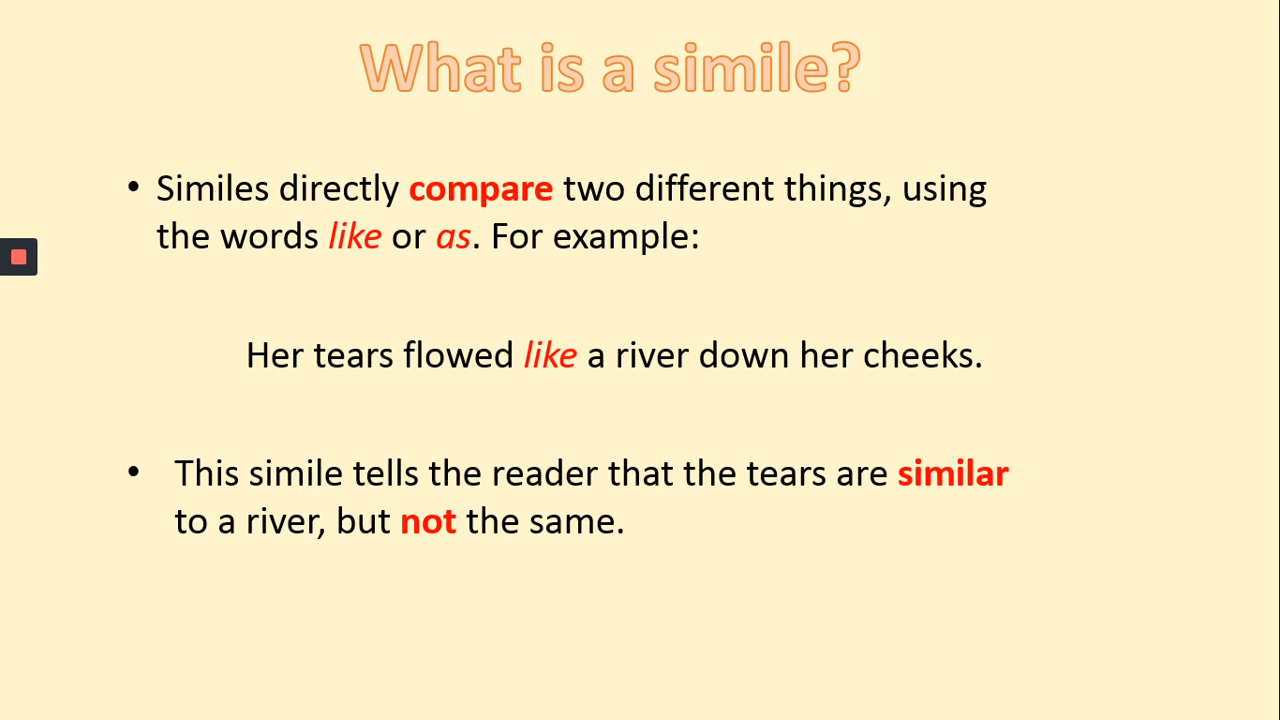 What is a simile?
• Similes directly compare two different things, using
the words like or as. For example:
Her tears flowed like a river down her cheeks.
• This simile tells the reader that the tears are similar
to a river, but not the same.